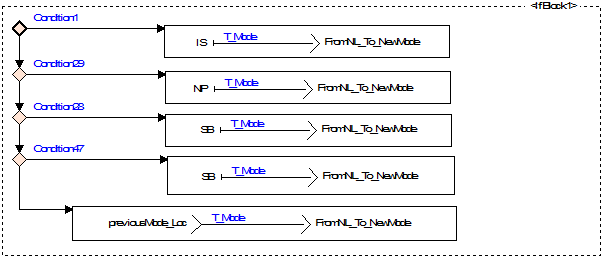 <IfBlock1>
Condition1
IS T_Mode FromNL_To_NewMode
Condition29
NP T_Mode FromNL_To_NewMode
Condition28
SB T_Mode FromNL_To_NewMode
Condition47
SB T_Mode FromNL_To_NewMode
previousMode_Loc T_Mode FromNL_To_NewMode